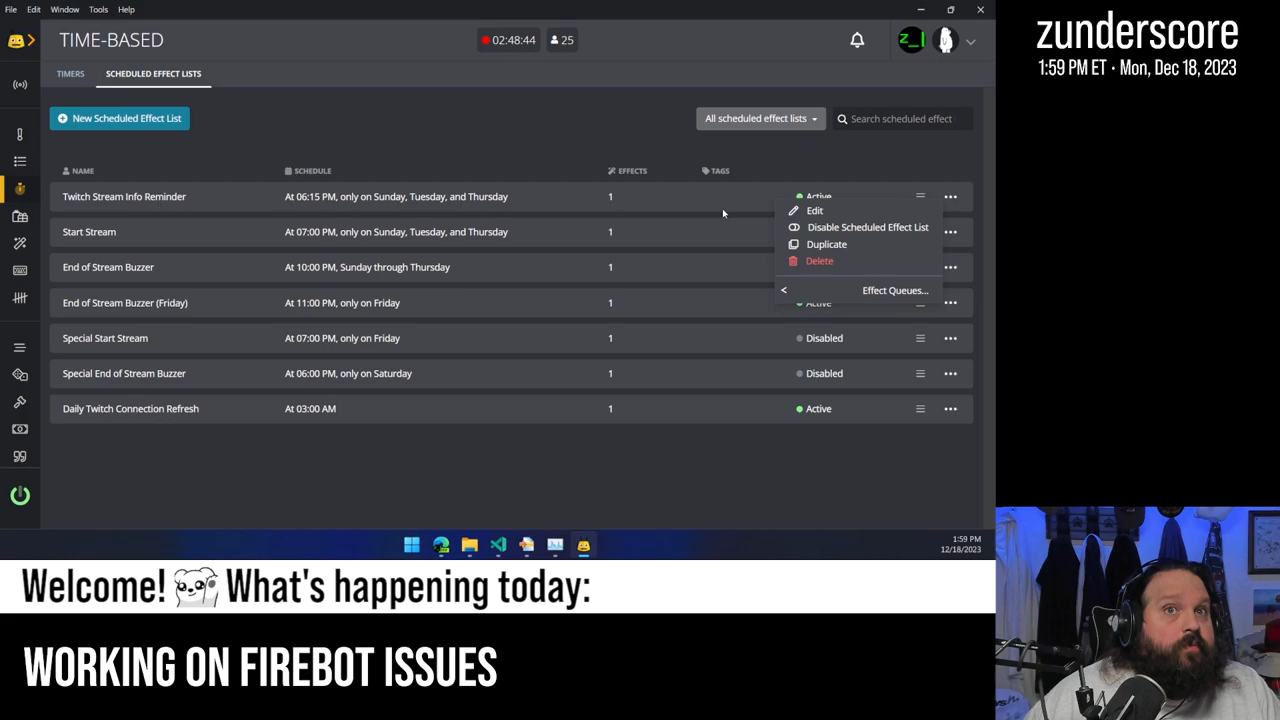 File Edit Window Tools Help
TIME-BASED
02:48:44
25
z_|
TIMERS
SCHEDULED EFFECT LISTS
New Scheduled Effect List
All scheduled effect lists
Search scheduled effect
NAME SCHEDULE EFFECTS TAGS
Twitch Stream Info Reminder At 06:15 PM, only on Sunday, Tuesday, and Thursday 1 Active
Start Stream At 07:00 PM, only on Sunday, Tuesday, and Thursday 1
End of Stream Buzzer At 10:00 PM, Sunday through Thursday 1
End of Stream Buzzer (Friday) At 11:00 PM, only on Friday 1 Active
Special Start Stream At 07:00 PM, only on Friday 1 Disabled
Special End of Stream Buzzer At 06:00 PM, only on Saturday 1 Disabled
Daily Twitch Connection Refresh At 03:00 AM 1 Active
Edit
Disable Scheduled Effect List
Duplicate
Delete
< Effect Queues...
1:59 PM
12/18/2023
zunderscore
1:59 PM ET • Mon, Dec 18, 2023
Welcome! What's happening today:
WORKING ON FIREBOT ISSUES